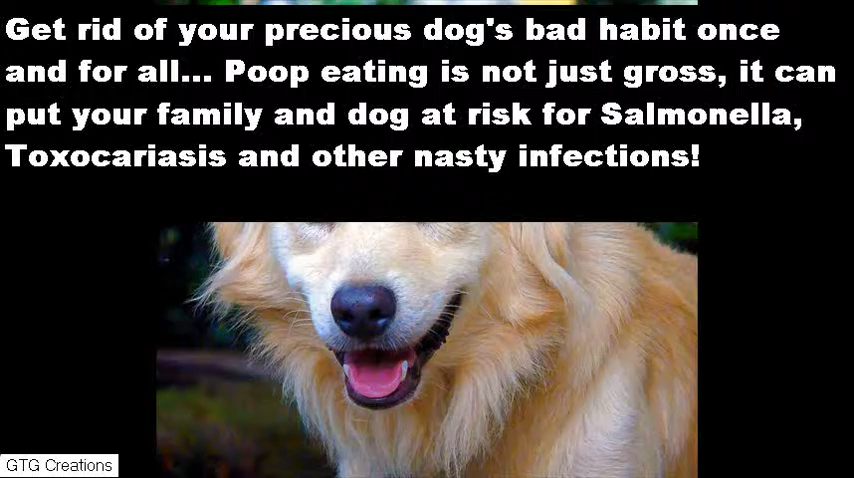 Get rid of your precious dog's bad habit once
and for all... Poop eating is not just gross, it can
put your family and dog at risk for Salmonella,
Toxocariasis and other nasty infections!
GTG Creations